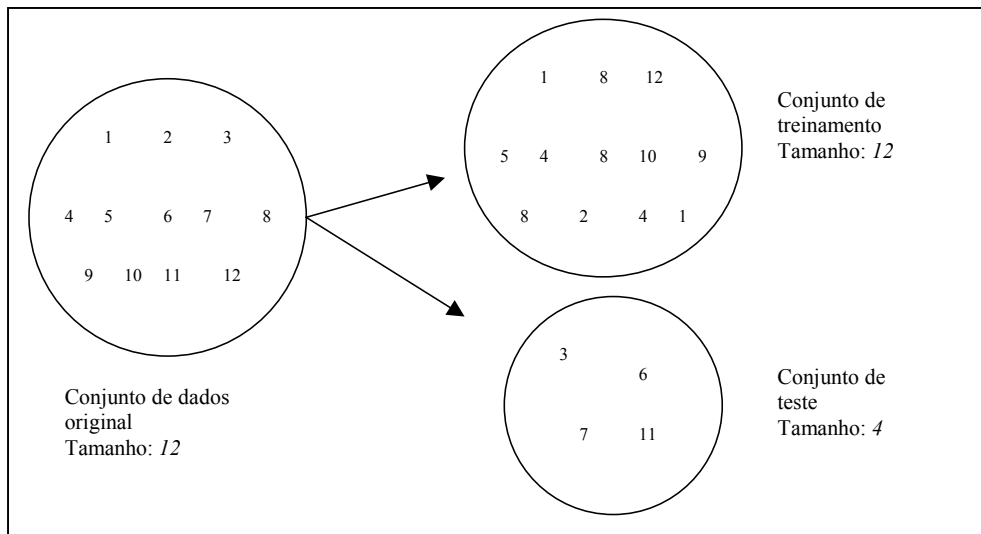 1 2 3
4 5 6 7 8
9 10 11 12
Conjunto de dados
original
Tamanho: 12
1 8 12
5 4 8 10 9
8 2 4 1
Conjunto de
treinamento
Tamanho: 12
3
6
7 11
Conjunto de
teste
Tamanho: 4